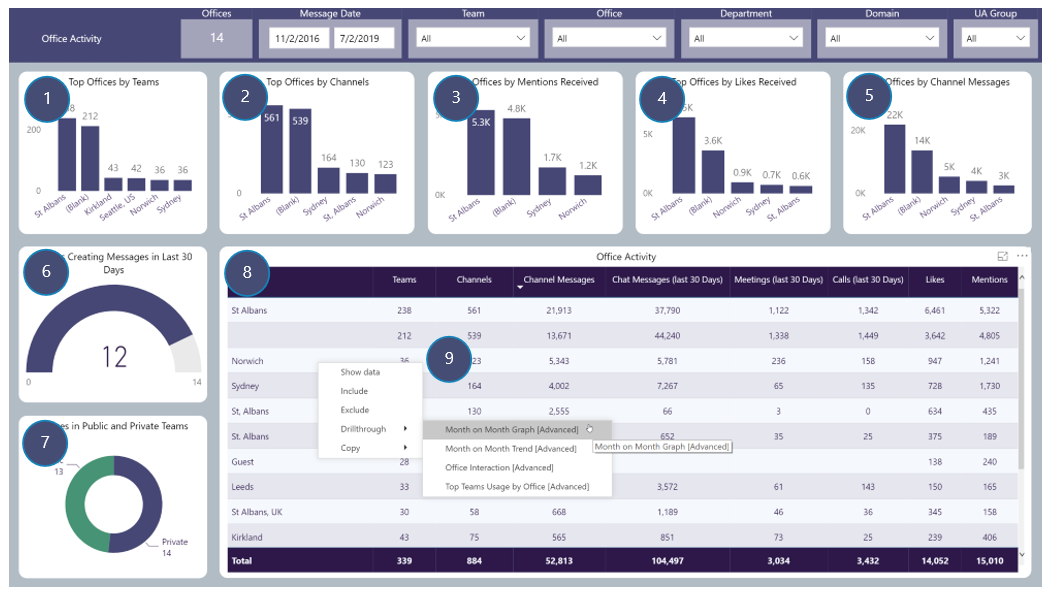 Offices
Message Date
Team
Office
Department
Domain
UA Group
Office Activity
14
11/2/2016
7/2/2019
All
All
All
All
All
1
Top Offices by Teams
200
0
212
43
42
36
36
St Albans
(Blank)
Kirkland
Seattle, US
Norwich
Sydney
2
Top Offices by Channels
0
561
539
164
130
123
St Albans
(Blank)
Sydney
St, Albans
Norwich
3
Offices by Mentions Received
0K
5.3K
4.8K
1.7K
1.2K
St Albans
(Blank)
Sydney
Norwich
4
Top Offices by Likes Received
5K
0K
3.6K
0.9K
0.7K
0.6K
St Albans
(Blank)
Norwich
Sydney
St, Albans
5
Offices by Channel Messages
20K
0K
22K
14K
5K
4K
3K
St Albans
(Blank)
Norwich
Sydney
St, Albans
6
Creating Messages in Last 30
Days
12
0
14
7
in Public and Private Teams
13
Private
14
8
Office Activity
Teams Channels Channel Messages Chat Messages (last 30 Days) Meetings (last 30 Days) Calls (last 30 Days) Likes Mentions
St Albans 238 561 21,913 37,790 1,122 1,342 6,461 5,322
212 539 13,671 44,240 1,338 1,449 3,642 4,805
Norwich 36 23 5,343 5,781 236 158 947 1,241
Sydney 164 4,002 7,267 65 135 728 1,730
St, Albans 130 2,555 66 3 0 634 435
St. Albans 652 35 25 375 189
Guest 28 138 240
Leeds 33 3,572 61 143 150 165
St Albans, UK 30 58 668 1,189 46 36 345 158
Kirkland 43 75 565 851 73 25 239 406
Total 339 884 52,813 104,497 3,034 3,432 14,052 15,010
9
Show data
Include
Exclude
Drillthrough
Copy
Month on Month Graph [Advanced]
Month on Month Trend [Advanced]
Office Interaction [Advanced]
Top Teams Usage by Office [Advanced]
Month on Month Graph [Advanced]